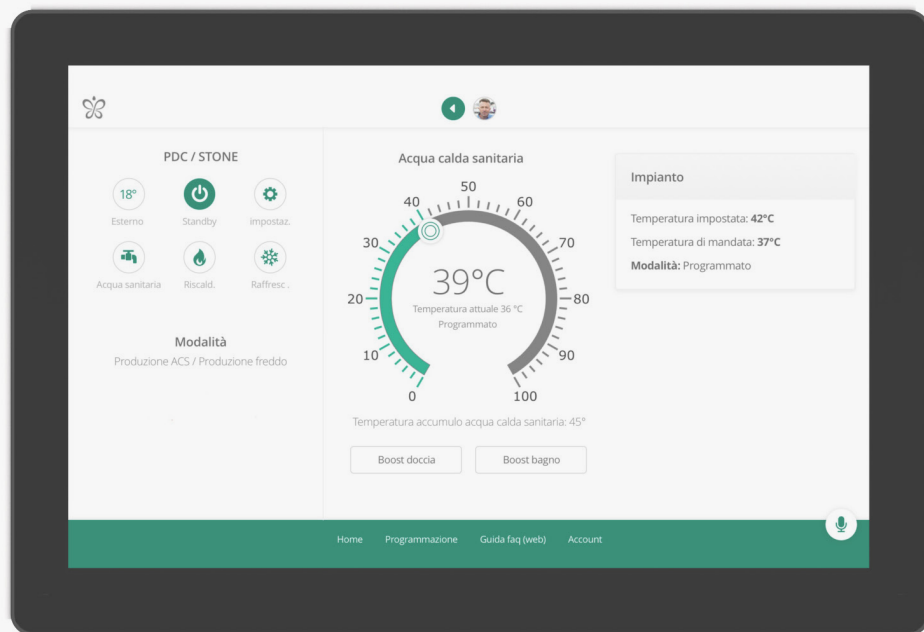 PDC / STONE
18°
Esterno
Standby
impostaz.
Acqua sanitaria
Riscald.
Raffresc .
Modalità
Produzione ACS / Produzione freddo
Acqua calda sanitaria
0
10
20
30
40
50
60
70
80
90
100
39°C
Temperatura attuale 36 °C
Programmato
Temperatura accumulo acqua calda sanitaria: 45°
Boost doccia
Boost bagno
Impianto
Temperatura impostata: 42°C
Temperatura di mandata: 37°C
Modalità: Programmato
Home
Programmazione
Guida faq (web)
Account